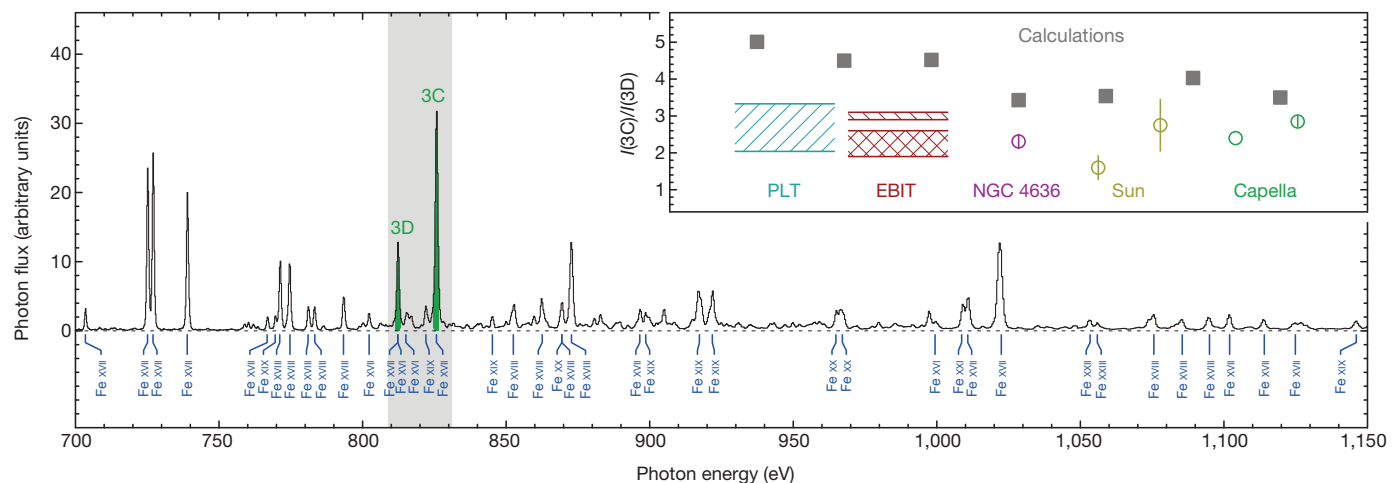 Photon flux (arbitrary units)
40
30
20
10
0
3D
3C
I(3C)/I(3D)
5
4
3
2
1
Calculations
PLT
EBIT
NGC 4636
Sun
Capella
Fe XVII
Fe XVII
Fe XVII
Fe XVII
Fe XVII
Fe XIX
Fe XVIII
Fe XVIII
Fe XVIII
Fe XVIII
Fe XVIII
Fe XVII
Fe XVII
Fe XVI
Fe XVI
Fe XIX
Fe XVII
Fe XIX
Fe XVIII
Fe XVIII
Fe XX
Fe XVIII
Fe XVIII
Fe XVII
Fe XIX
Fe XIX
Fe XIX
Fe XX
Fe XX
Fe XVI
Fe XXI
Fe XVII
Fe XVII
Fe XXII
Fe XXIII
Fe XVIII
Fe XVIII
Fe XVIII
Fe XVIII
Fe XVII
Fe XVII
Fe XIX
700
750
800
850
900
950
1,000
1,050
1,100
1,150
Photon energy (eV)